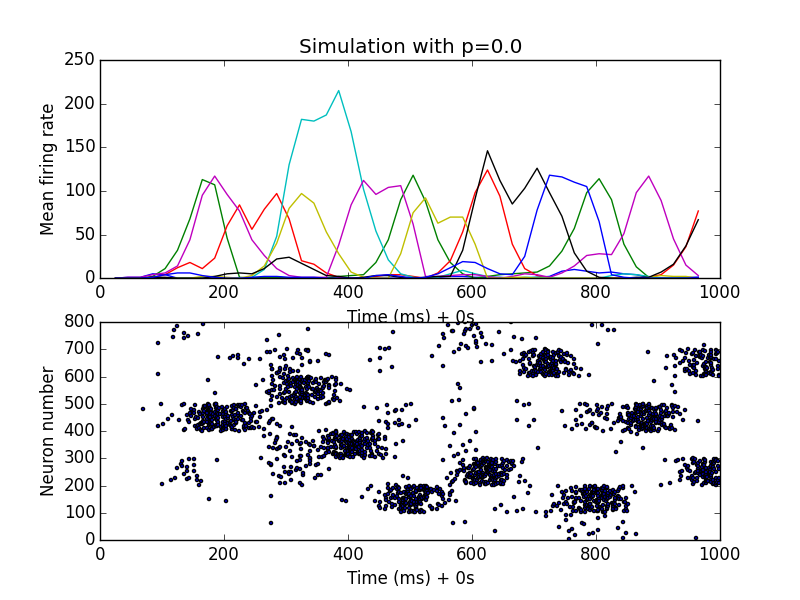 Simulation with p=0.0
Mean firing rate
250
200
150
100
50
0
0 200 400 600 800 1000
Time (ms) + 0s
Neuron number
800
700
600
500
400
300
200
100
0
0 200 400 600 800 1000
Time (ms) + 0s